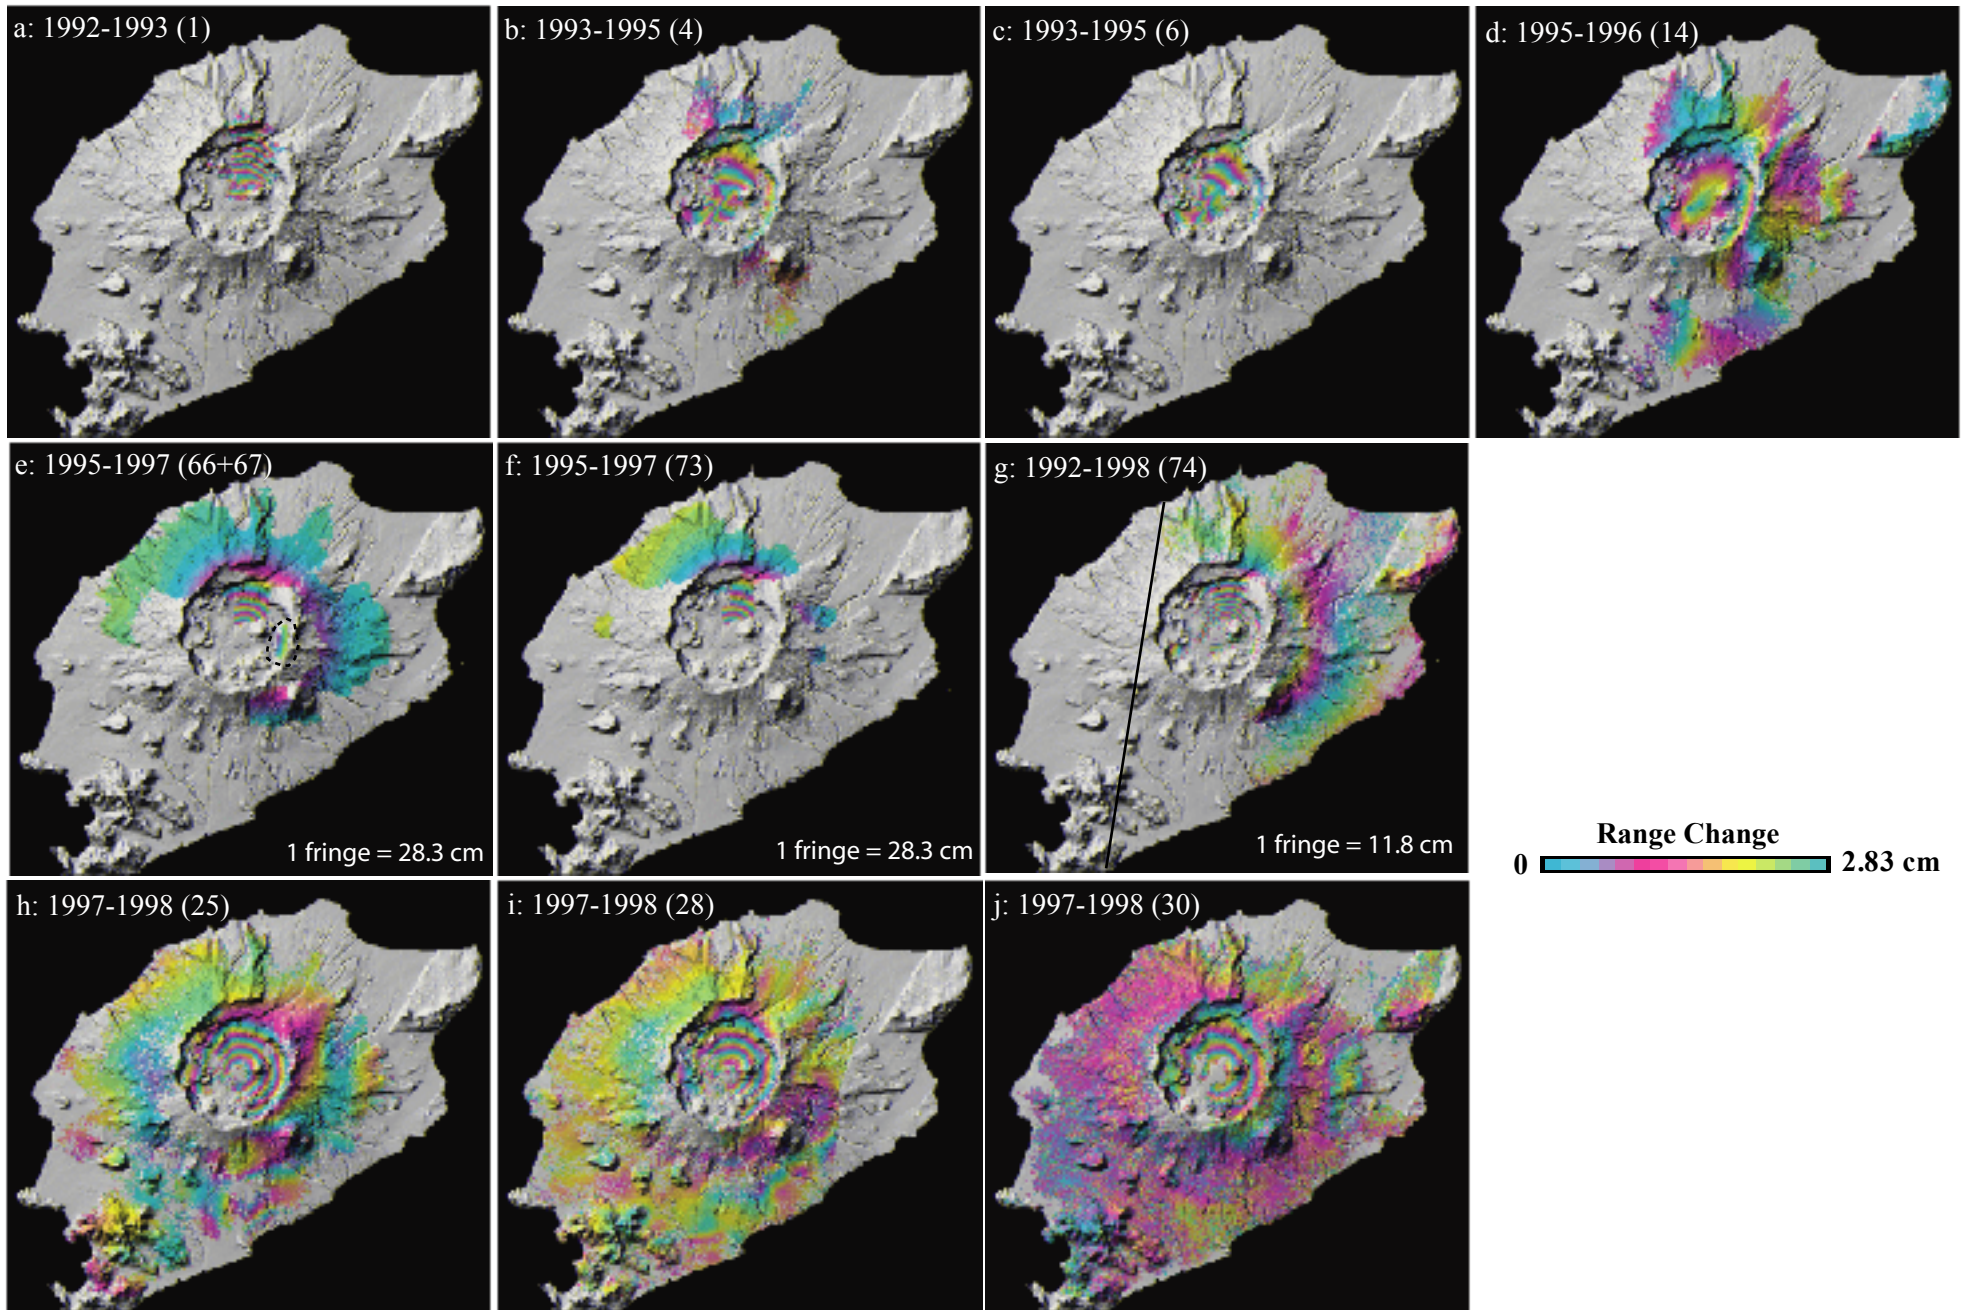 a: 1992-1993 (1)
b: 1993-1995 (4)
c: 1993-1995 (6)
d: 1995-1996 (14)
e: 1995-1997 (66+67)
1 fringe = 28.3 cm
f: 1995-1997 (73)
1 fringe = 28.3 cm
g: 1992-1998 (74)
1 fringe = 11.8 cm
Range Change
0 2.83 cm
h: 1997-1998 (25)
i: 1997-1998 (28)
j: 1997-1998 (30)